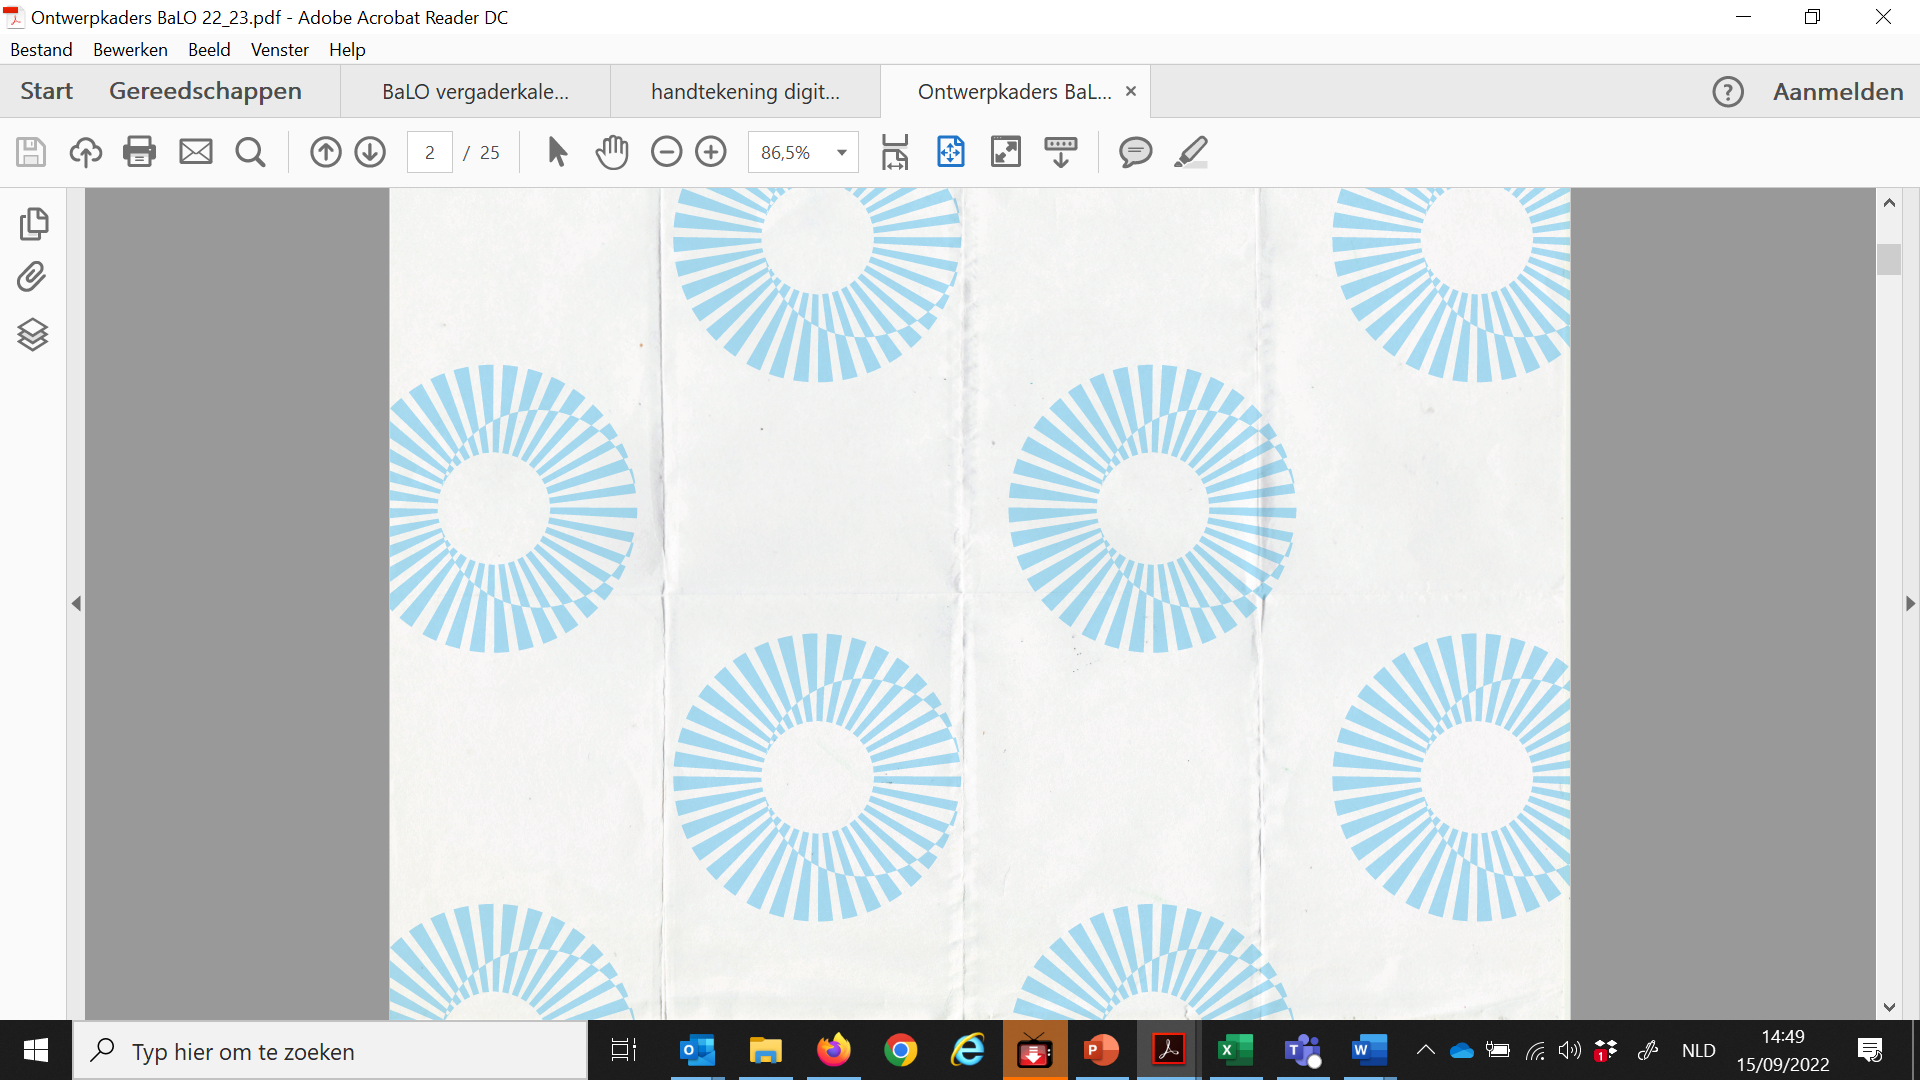 Ontwerpkaders BaLO 22_23.pdf - Adobe Acrobat Reader DC
Bestand Bewerken Beeld Venster Help
Start Gereedschappen BaLO vergaderkale... handtekening digit... Ontwerpkaders BaL... Aanmelden
2 / 25 86,5%
Typ hier om te zoeken
NLD
14:49
15/09/2022